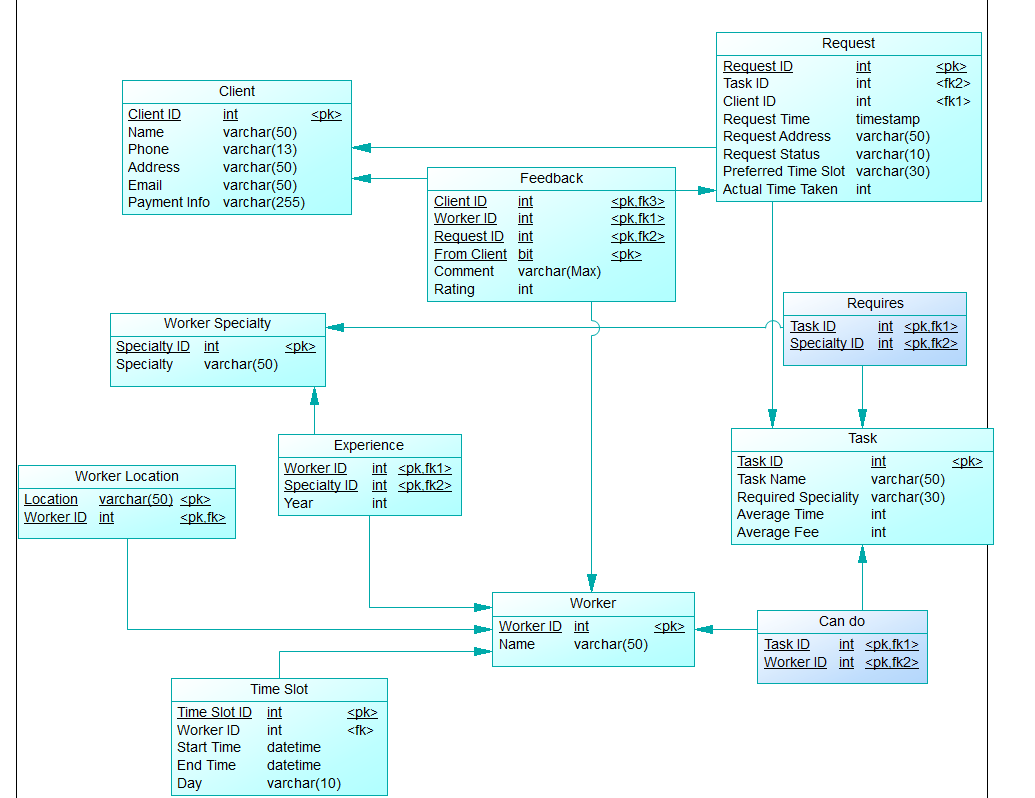 Request
Request ID int <pk>
Task ID int <fk2>
Client ID int <fk1>
Request Time timestamp
Request Address varchar(50)
Request Status varchar(10)
Preferred Time Slot varchar(30)
Actual Time Taken int
Client
Client ID int <pk>
Name varchar(50)
Phone varchar(13)
Address varchar(50)
Email varchar(50)
Payment Info varchar(255)
Feedback
Client ID int <pk,fk3>
Worker ID int <pk,fk1>
Request ID int <pk,fk2>
From Client bit <pk>
Comment varchar(Max)
Rating int
Requires
Task ID int <pk,fk1>
Specialty ID int <pk,fk2>
Worker Specialty
Specialty ID int <pk>
Specialty varchar(50)
Experience
Worker ID int <pk,fk1>
Specialty ID int <pk,fk2>
Year int
Task
Task ID int <pk>
Task Name varchar(50)
Required Speciality varchar(30)
Average Time int
Average Fee int
Worker Location
Location varchar(50) <pk>
Worker ID int <pk,fk>
Worker
Worker ID int <pk>
Name varchar(50)
Can do
Task ID int <pk,fk1>
Worker ID int <pk,fk2>
Time Slot
Time Slot ID int <pk>
Worker ID int <fk>
Start Time datetime
End Time datetime
Day varchar(10)